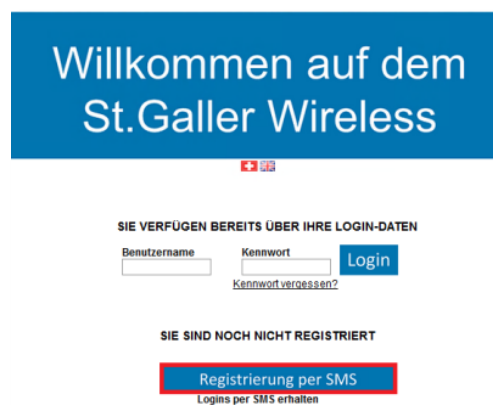 Willkommen auf dem
St.Galler Wireless
SIE VERFÜGEN BEREITS ÜBER IHRE LOGIN-DATEN
Benutzername Kennwort
Login
Kennwort vergessen?
SIE SIND NOCH NICHT REGISTRIERT
Registrierung per SMS
Logins per SMS erhalten